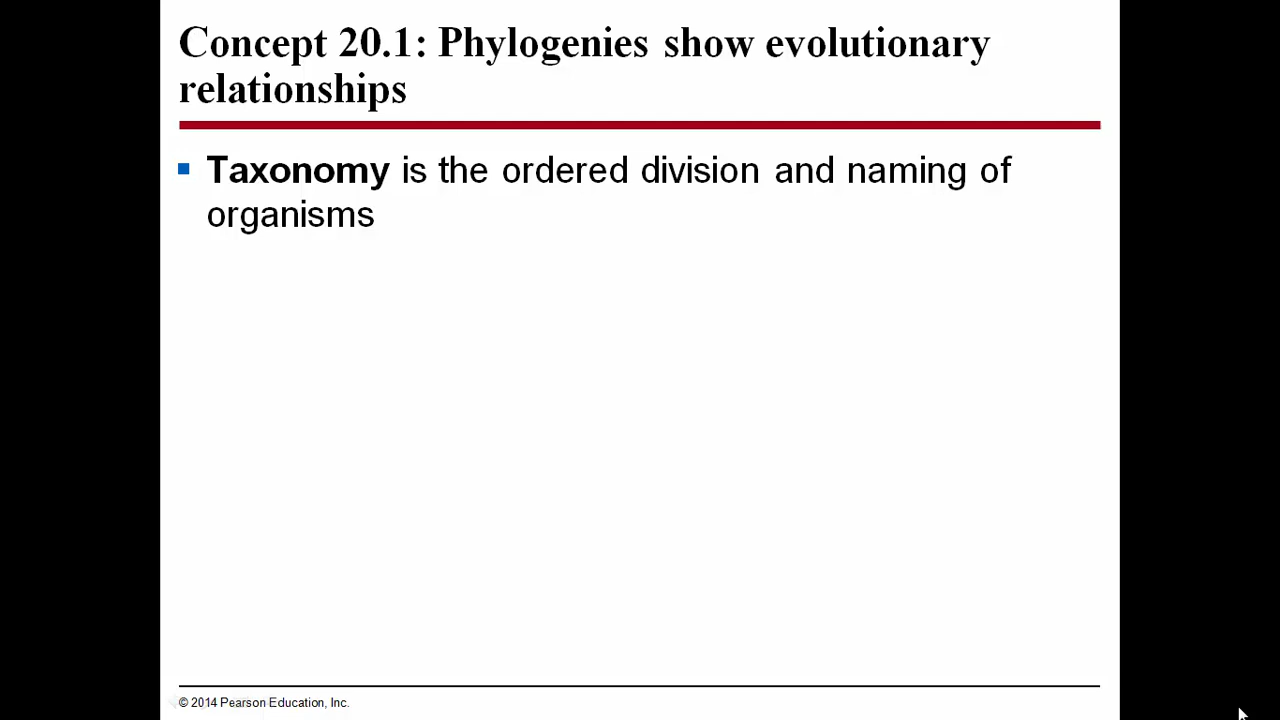 Concept 20.1: Phylogenies show evolutionary
relationships
Taxonomy is the ordered division and naming of
organisms
© 2014 Pearson Education, Inc.